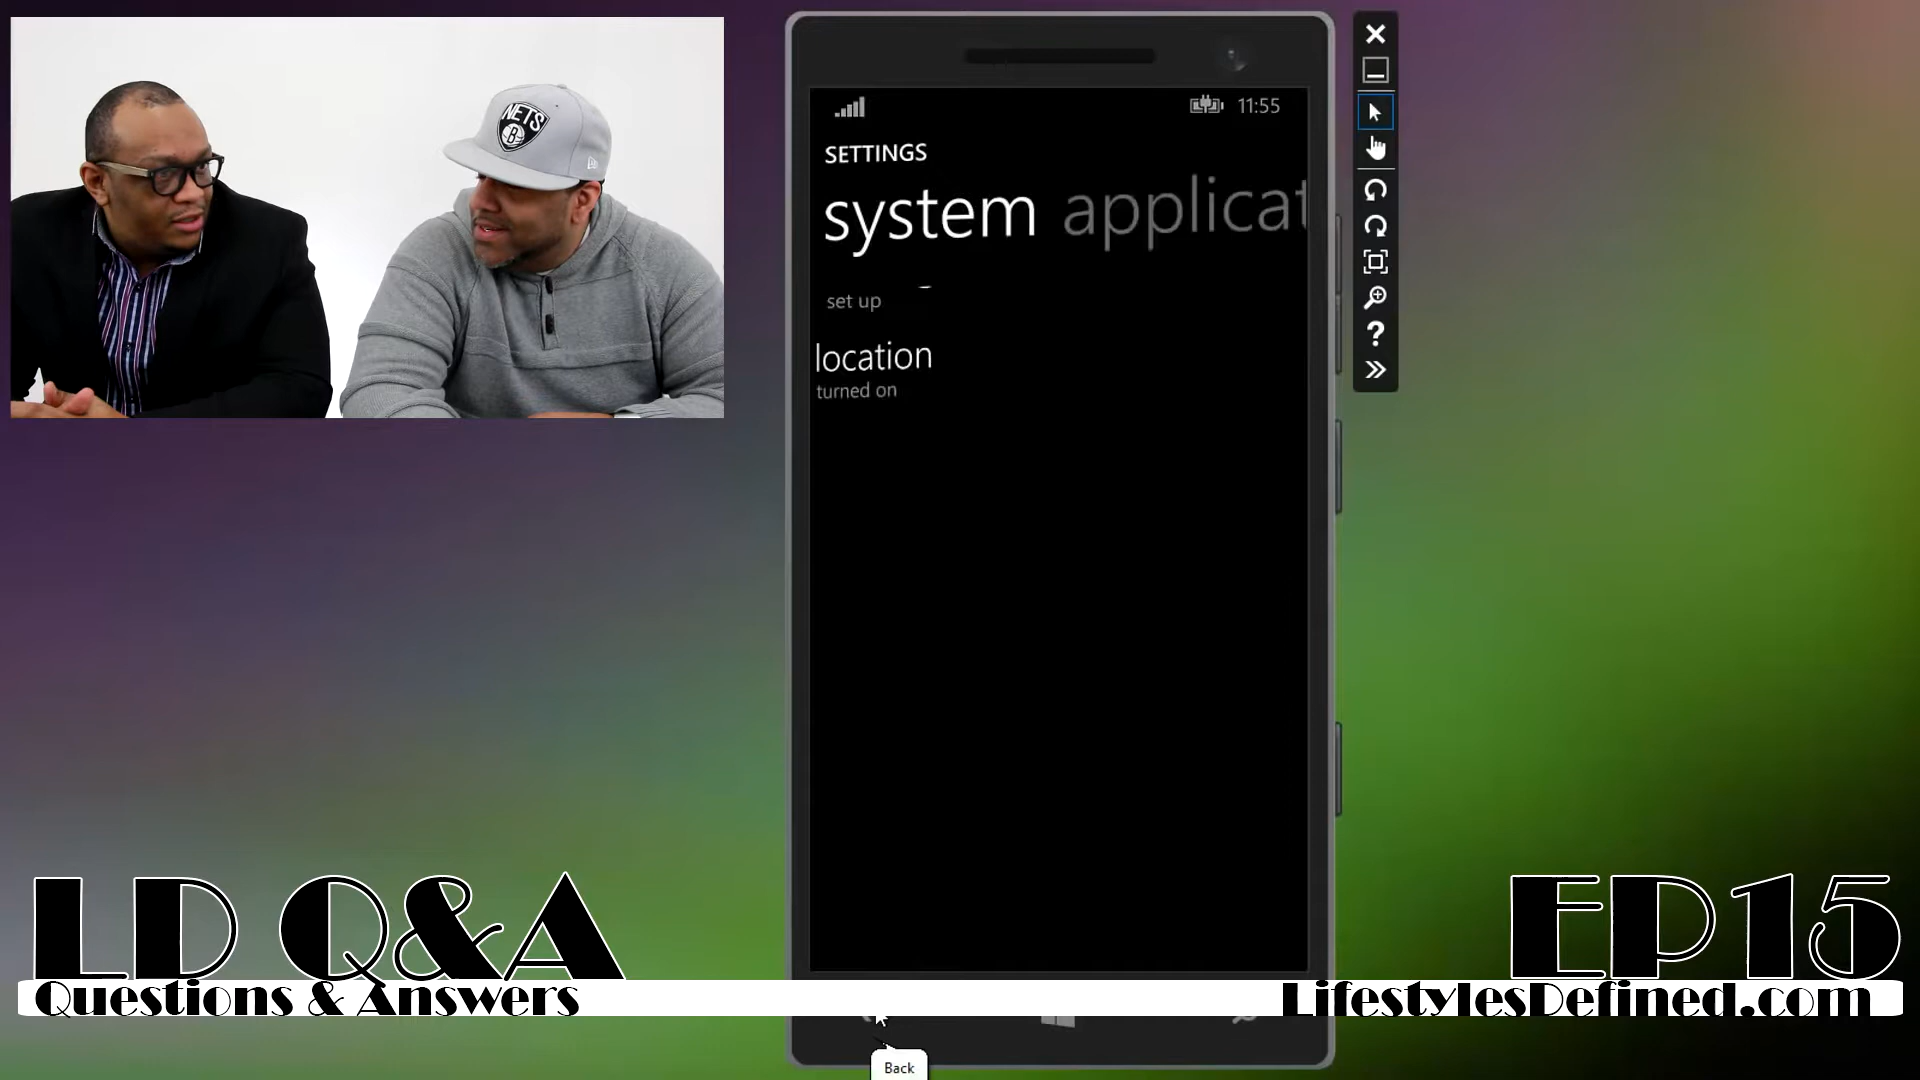 NETS
B
11:55
SETTINGS
system applicat
set up
location
turned on
?
LD Q&A
EP15
Questions & Answers
LifestylesDefined.com
Back